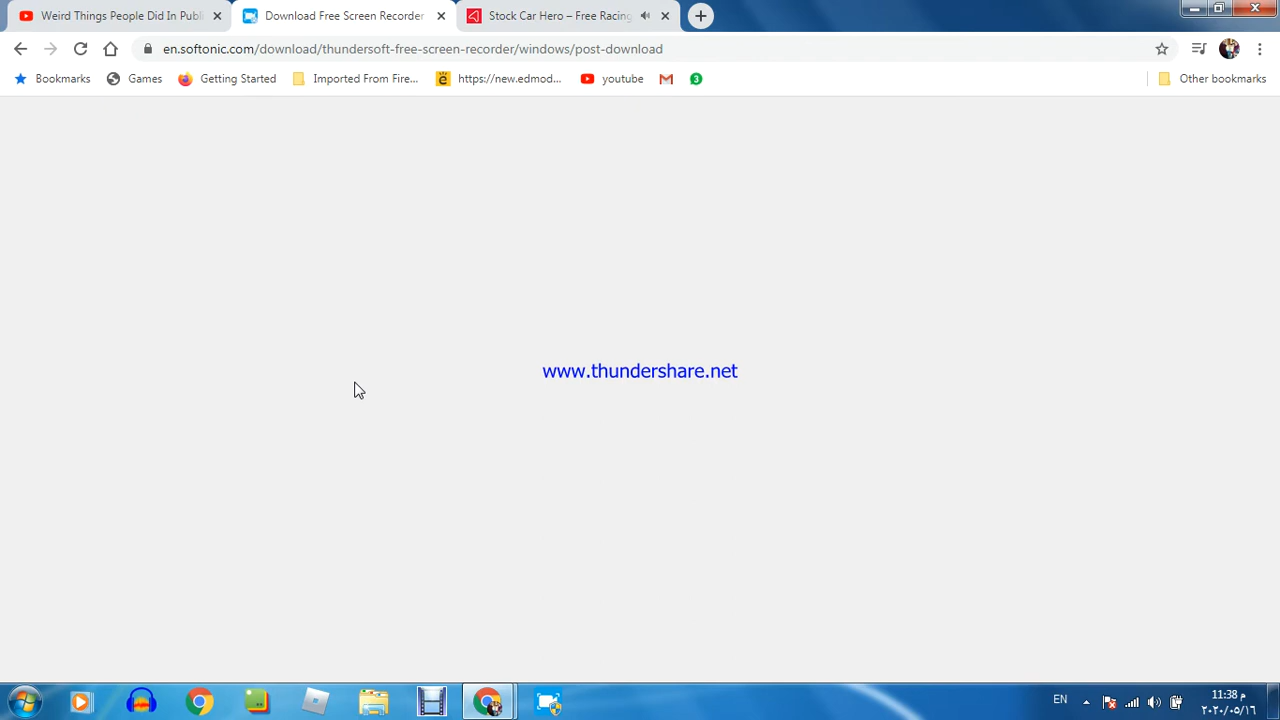 Weird Things People Did In Publi
Download Free Screen Recorder
Stock Car Hero – Free Racing
en.softonic.com/download/thundersoft-free-screen-recorder/windows/post-download
Bookmarks
Games
Getting Started
Imported From Fire...
https://new.edmod...
youtube
3
Other bookmarks
www.thundershare.net
EN
11:38 م
٢٠٢٠/٠٥/١٦